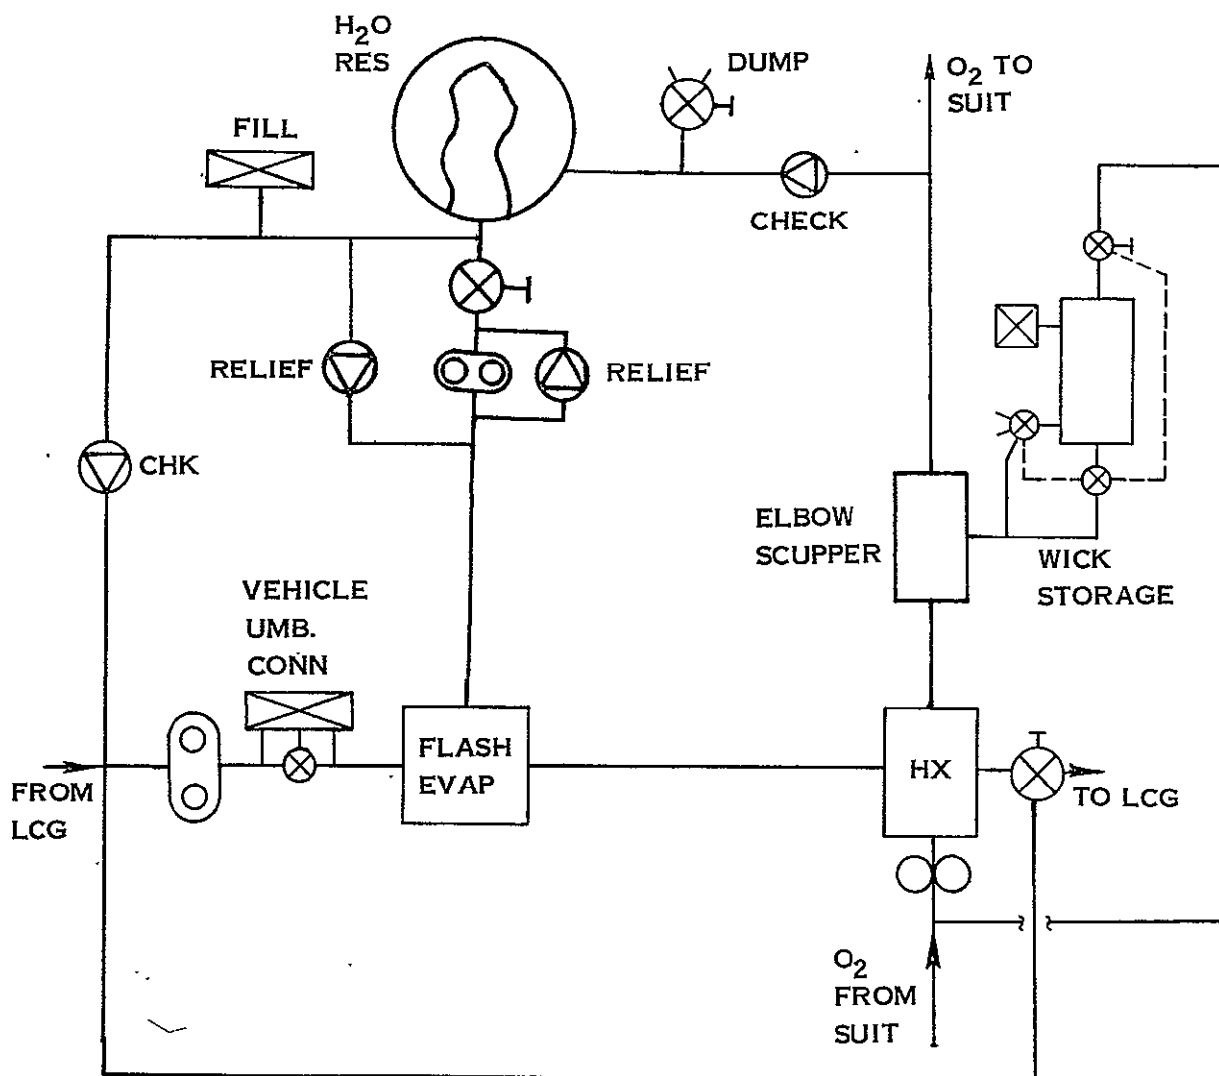 H₂O
RES
DUMP
O₂ TO
SUIT
FILL
CHECK
RELIEF
RELIEF
CHK
ELBOW
SCUPPER
WICK
STORAGE
VEHICLE
UMB.
CONN
FLASH
EVAP
HX
FROM
LCG
TO LCG
O₂
FROM
SUIT